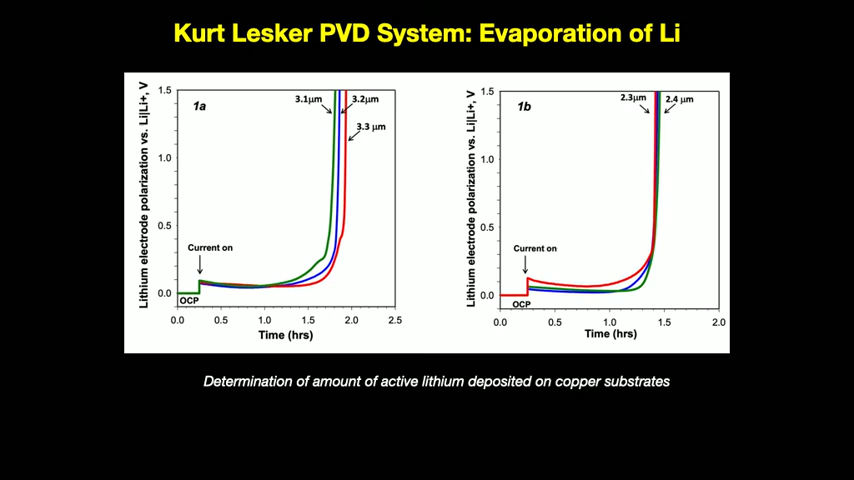 Kurt Lesker PVD System: Evaporation of Li
Lithium electrode polarization vs. Li|Li+, V
1.5
1.0
0.5
0.0
1a
3.1µm
3.2µm
3.3 µm
Current on
OCP
0.0 0.5 1.0 1.5 2.0 2.5
Time (hrs)
Lithium electrode polarization vs. Li|Li+, V
1.5
1.0
0.5
0.0
1b
2.3µm
2.4 µm
Current on
OCP
0.0 0.5 1.0 1.5 2.0
Time (hrs)
Determination of amount of active lithium deposited on copper substrates